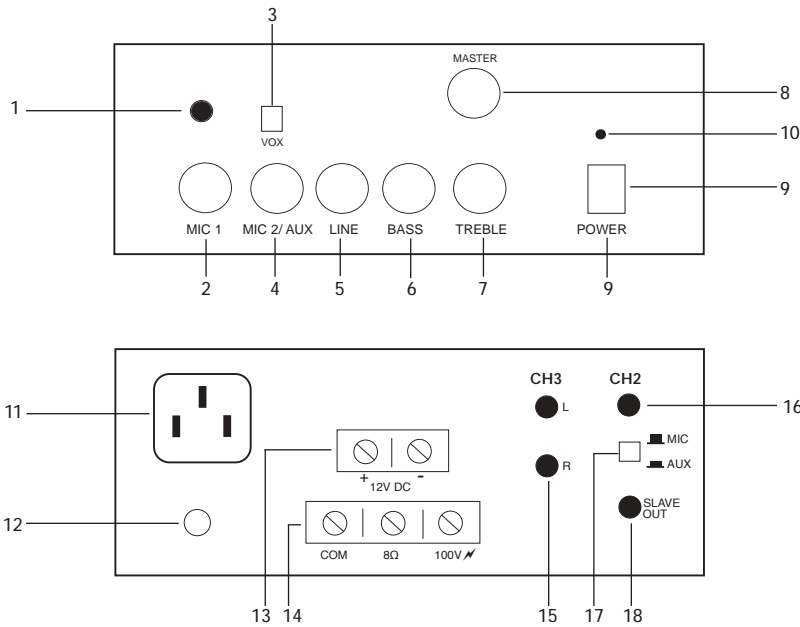 3
MASTER
1
8
10
VOX
9
MIC 1
MIC 2/ AUX
LINE
BASS
TREBLE
POWER
2
4
5
6
7
9
CH3
CH2
11
L
16
MIC
17
R
AUX
+
-
12V DC
12
14
SLAVE
OUT
COM
8Ω
100V
13
14
15
17
18